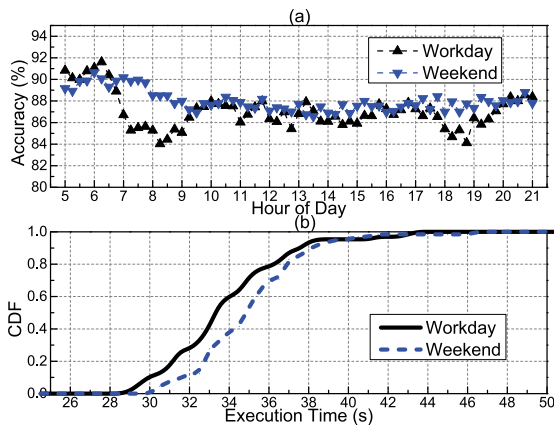 (a)
94
92
90
88
86
84
82
80
Accuracy (%)
Workday
Weekend
5 6 7 8 9 10 11 12 13 14 15 16 17 18 19 20 21
Hour of Day
(b)
1.0
0.8
0.6
0.4
0.2
0.0
CDF
Workday
Weekend
26 28 30 32 34 36 38 40 42 44 46 48 50
Execution Time (s)